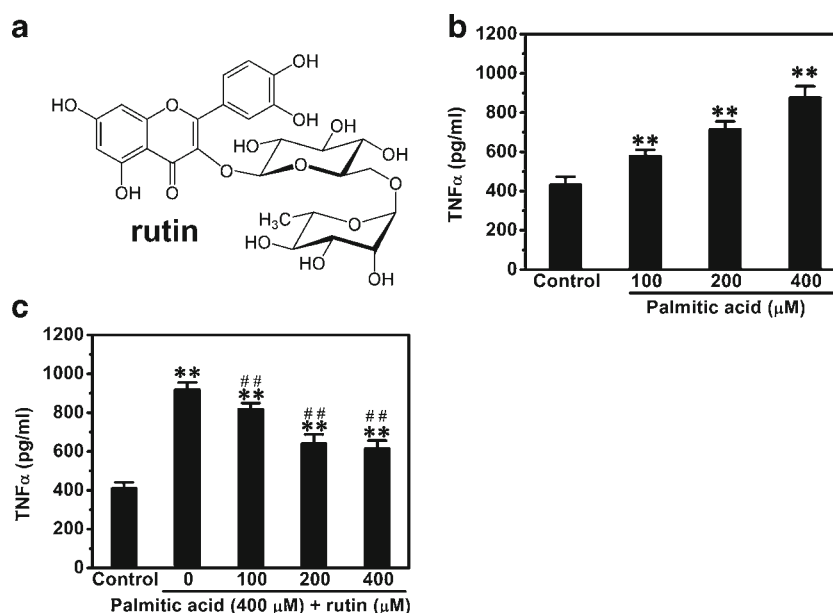 a
OH
OH
HO
O
OH
O
O
HO
OH
O
OH
O
H₃C
O
HO
HO
OH
rutin
b
TNFα (pg/ml)
1200
1000
800
600
400
200
0
**
**
**
Control
100
200
400
Palmitic acid (μM)
c
TNFα (pg/ml)
1200
1000
800
600
400
200
0
**
##
**
##
**
##
**
Control
0
100
200
400
Palmitic acid (400 μM) + rutin (μM)